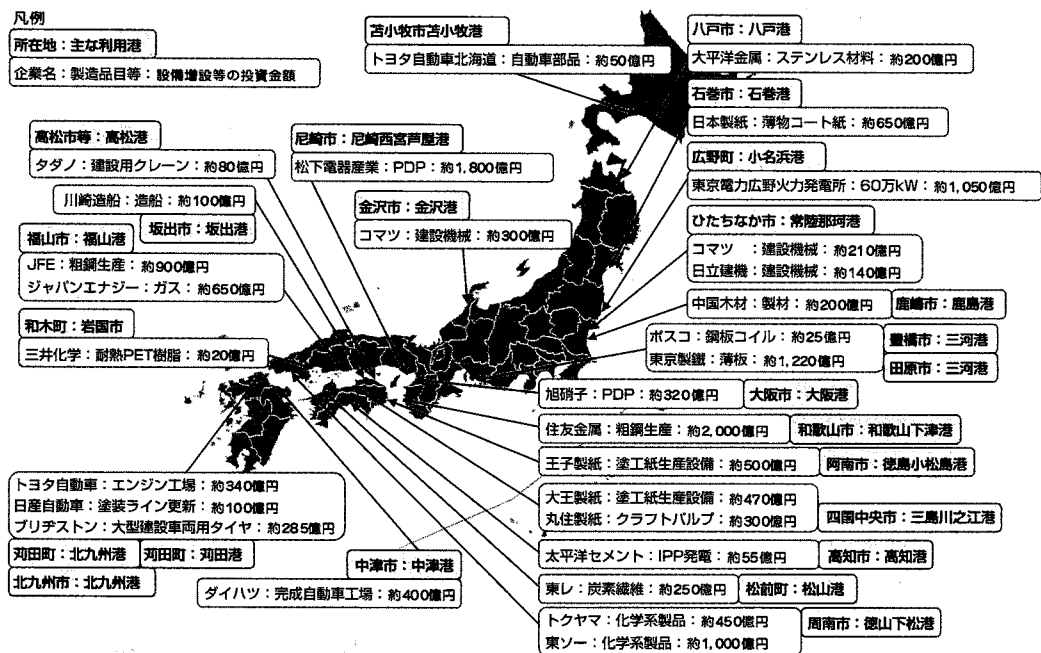 凡例
所在地：主な利用港
企業名：製造品目等：設備増設等の投資金額
苫小牧市苫小牧港
トヨタ自動車北海道：自動車部品：約50億円
八戸市：八戸港
大平洋金属：ステンレス材料：約200億円
石巻市：石巻港
日本製紙：薄物コート紙：約650億円
広野町：小名浜港
東京電力広野火力発電所：60万kW：約1,050億円
ひたちなか市：常陸那珂港
コマツ　：建設機械：約210億円
日立建機：建設機械：約140億円
中国木材：製材：約200億円
鹿嶋市：鹿島港
ポスコ：鋼板コイル：約25億円
東京製鐵：薄板：約1,220億円
豊橋市：三河港
田原市：三河港
高松市等：高松港
タダノ：建設用クレーン：約80億円
尼崎市：尼崎西宮芦屋港
松下電器産業：PDP：約1,800億円
川崎造船：造船：約100億円
坂出市：坂出港
金沢市：金沢港
コマツ：建設機械：約300億円
福山市：福山港
JFE：粗鋼生産：約900億円
ジャパンエナジー：ガス：約650億円
和木町：岩国市
三井化学：耐熱PET樹脂：約20億円
旭硝子：PDP：約320億円
大阪市：大阪港
住友金属：粗鋼生産：約2,000億円
和歌山市：和歌山下津港
王子製紙：塗工紙生産設備：約500億円
阿南市：徳島小松島港
大王製紙：塗工紙生産設備：約470億円
丸住製紙：クラフトパルプ：約300億円
四国中央市：三島川之江港
太平洋セメント：IPP発電：約55億円
高知市：高知港
東レ：炭素繊維：約250億円
松前町：松山港
トクヤマ：化学系製品：約450億円
東ソー：化学系製品：約1,000億円
周南市：徳山下松港
トヨタ自動車：エンジン工場：約340億円
日産自動車：塗装ライン更新：約100億円
ブリヂストン：大型建設車両用タイヤ：約285億円
苅田町：北九州港
苅田町：苅田港
北九州市：北九州港
中津市：中津港
ダイハツ：完成自動車工場：約400億円